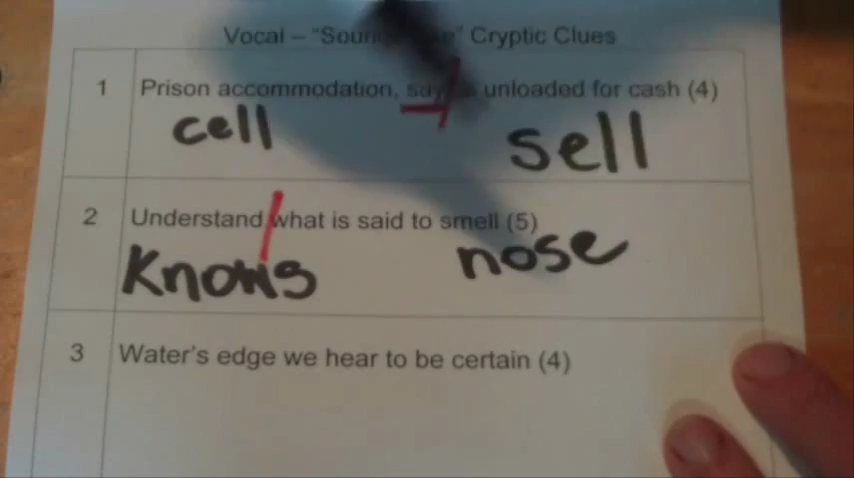 Vocal – "Sound Cryptic Clues
1 Prison accommodation, say unloaded for cash (4)
cell sell
2 Understand what is said to smell (5)
Knows nose
3 Water's edge we hear to be certain (4)